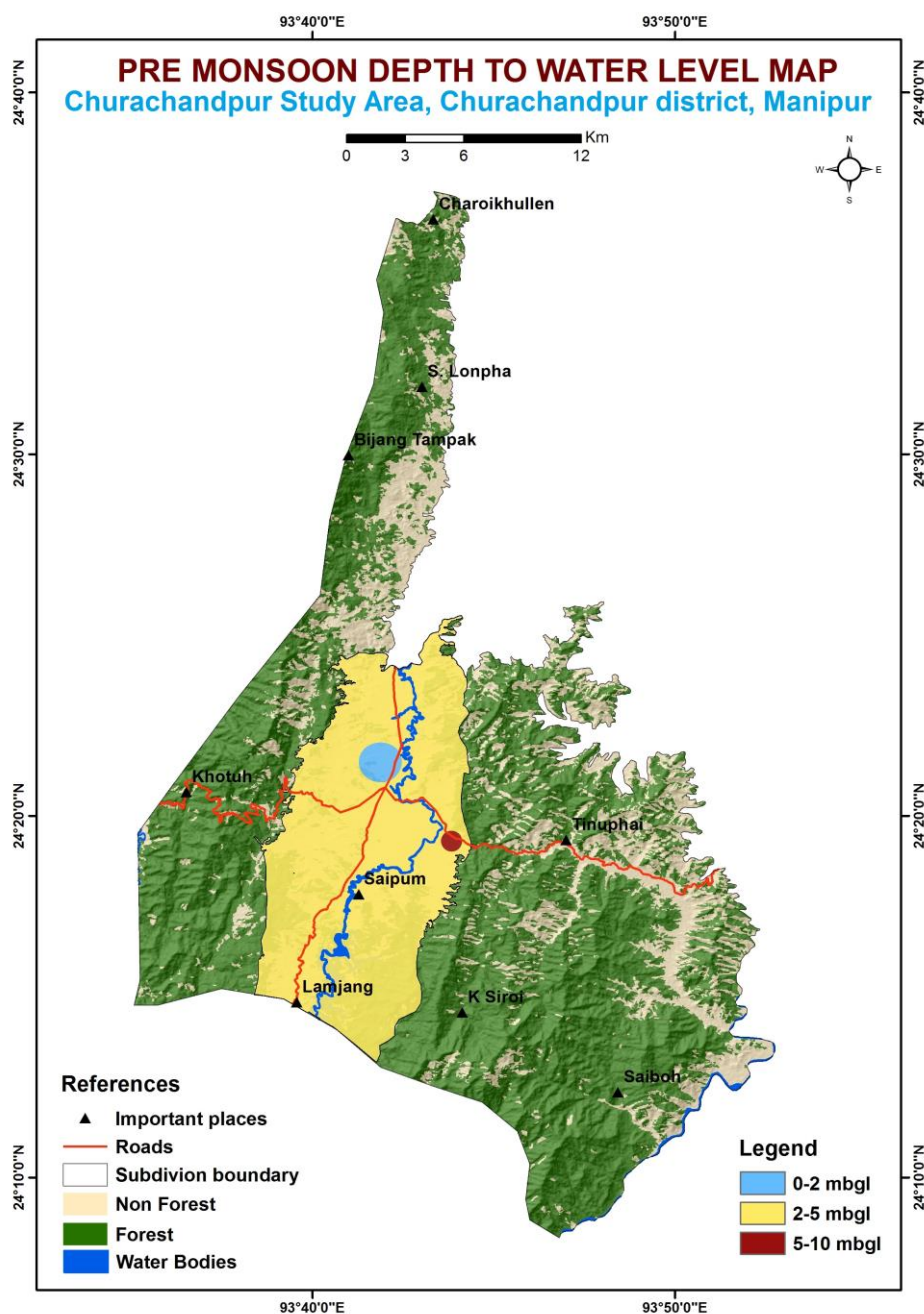 93°40'0"E
93°50'0"E
PRE MONSOON DEPTH TO WATER LEVEL MAP
Churachandpur Study Area, Churachandpur district, Manipur
24°40'0"N
24°40'0"N
Km
0 3 6 12
N
W E
S
Charoikhullen
S. Lonpha
Bijang Tampak
24°30'0"N
24°30'0"N
Khotuh
24°20'0"N
24°20'0"N
Tinuphai
Saipum
Lamjang
K Siroi
Saiboh
24°10'0"N
24°10'0"N
References
Important places
Roads
Subdivion boundary
Non Forest
Forest
Water Bodies
Legend
0-2 mbgl
2-5 mbgl
5-10 mbgl
93°40'0"E
93°50'0"E